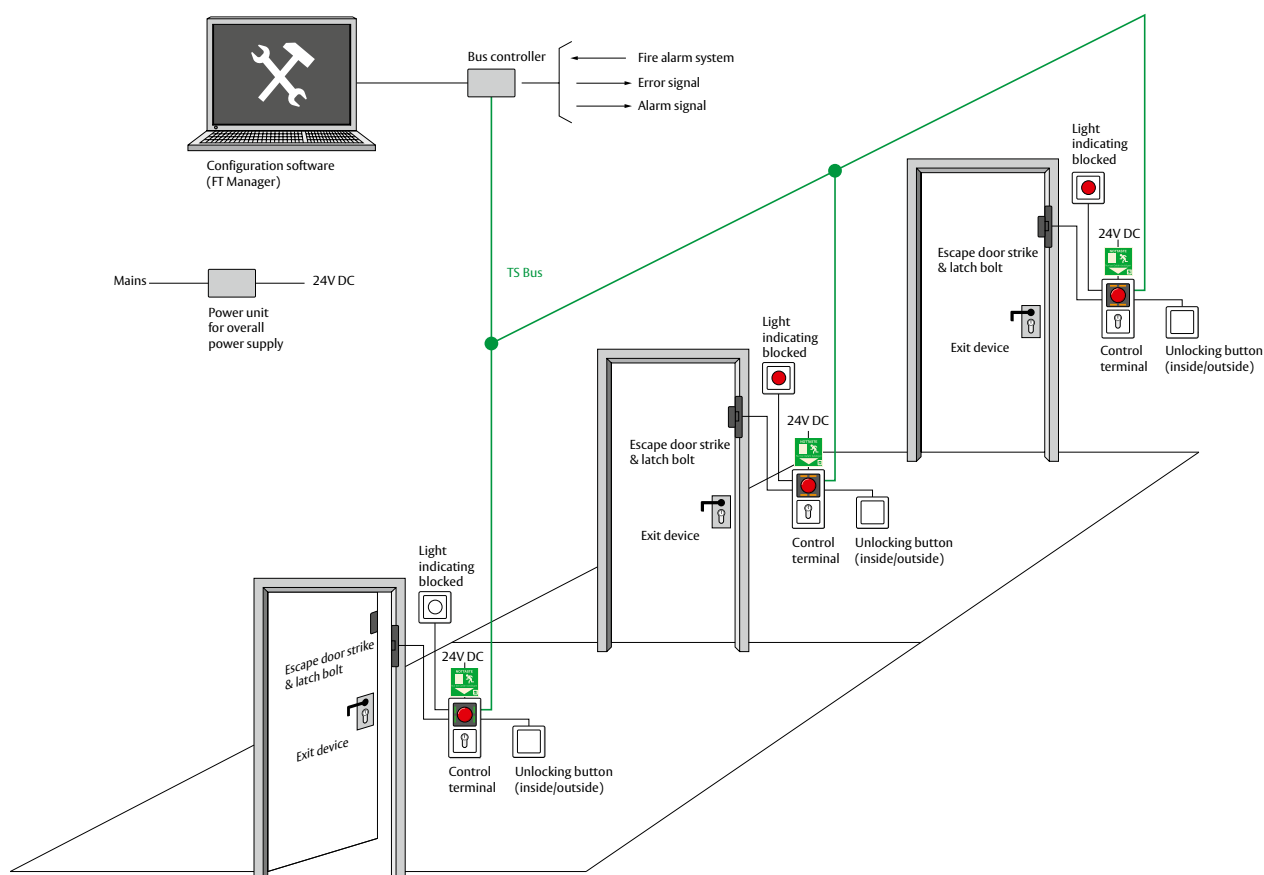 Bus controller
Fire alarm system
Error signal
Alarm signal
Configuration software
(FT Manager)
Mains
24V DC
Power unit
for overall
power supply
TS Bus
Light
indicating
blocked
24V DC
Escape door strike
& latch bolt
Exit device
Control
terminal
Unlocking button
(inside/outside)
Light
indicating
blocked
24V DC
Escape door strike
& latch bolt
Exit device
Control
terminal
Unlocking button
(inside/outside)
Light
indicating
blocked
24V DC
Escape door strike
& latch bolt
Exit device
Control
terminal
Unlocking button
(inside/outside)